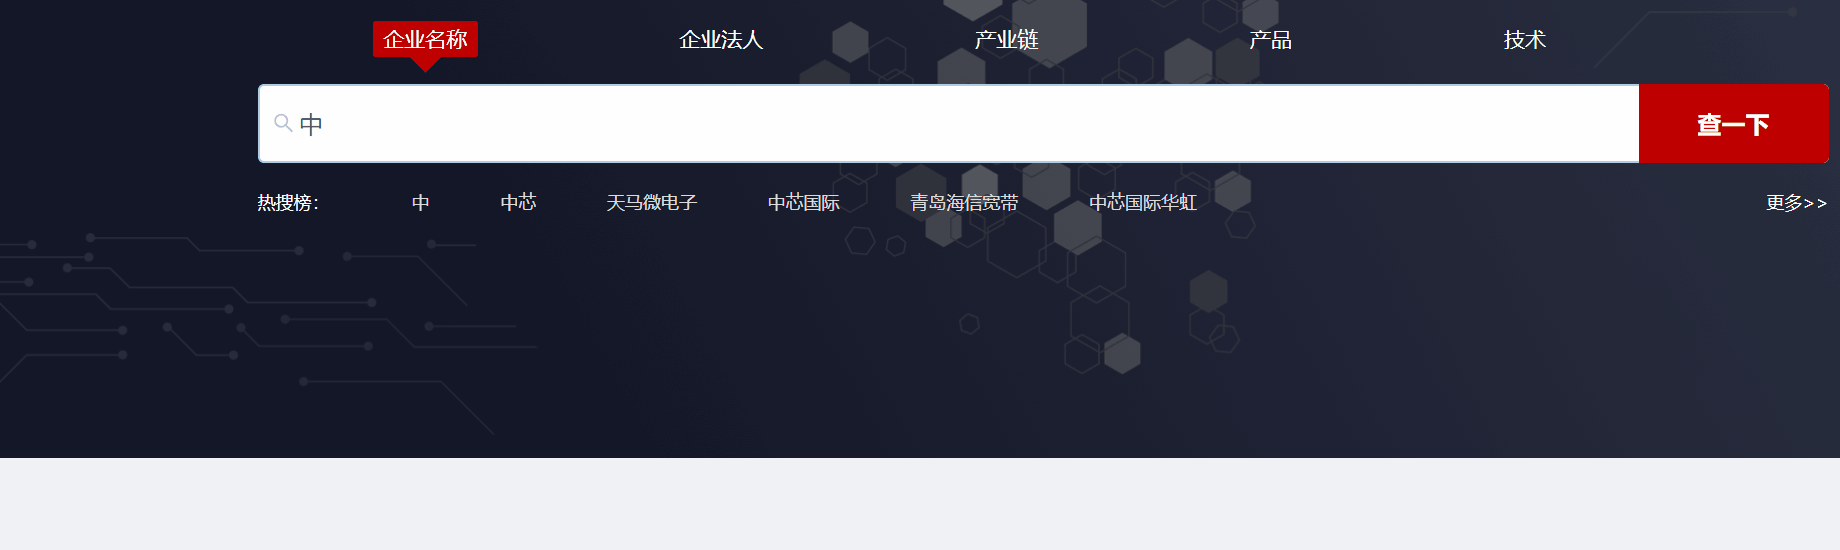 企业名称 企业法人 产业链 产品 技术
中 查一下
热搜榜： 中 中芯 天马微电子 中芯国际 青岛海信宽带 中芯国际华虹 更多>>